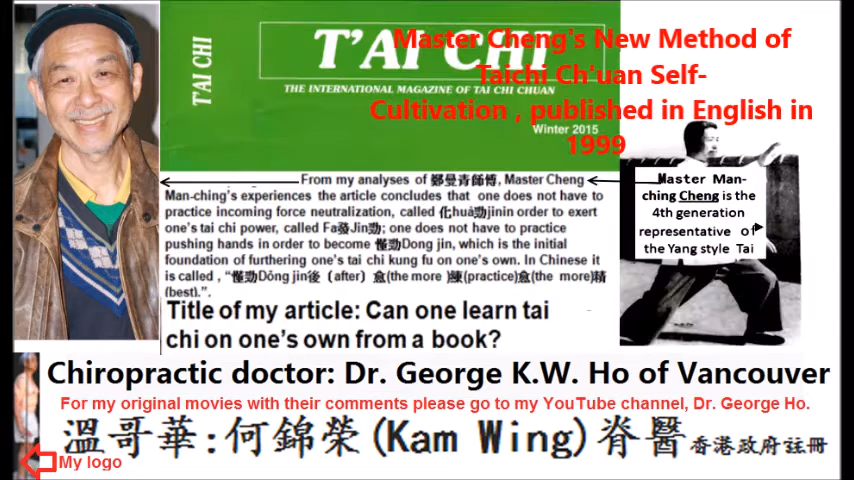 T'AI CHI
T'AI CHI
THE INTERNATIONAL MAGAZINE OF TAI CHI CHUAN
Winter 2015
Master Cheng's New Method of
Taichi Ch'uan Self-
Cultivation , published in English in
1999
From my analyses of 鄭曼青師傅, Master Cheng
Man-ching's experiences the article concludes that one does not have to
practice incoming force neutralization, called 化huà勁jìnin order to exert
one's tai chi power, called Fa發Jìn勁; one does not have to practice
pushing hands in order to become 懂勁Dong jin, which is the initial
foundation of furthering one's tai chi kung fu on one's own. In Chinese it
is called , "懂勁Dǒng jìn後〔after〕愈(the more )練(practice)愈(the more)精
(best).".
Master Man-
ching Cheng is the
4th generation
representative of
the Yang style Tai
Title of my article: Can one learn tai
chi on one's own from a book?
Chiropractic doctor: Dr. George K.W. Ho of Vancouver
For my original movies with their comments please go to my YouTube channel, Dr. George Ho.
溫哥華:何錦榮(Kam Wing)脊醫香港政府註冊
My logo